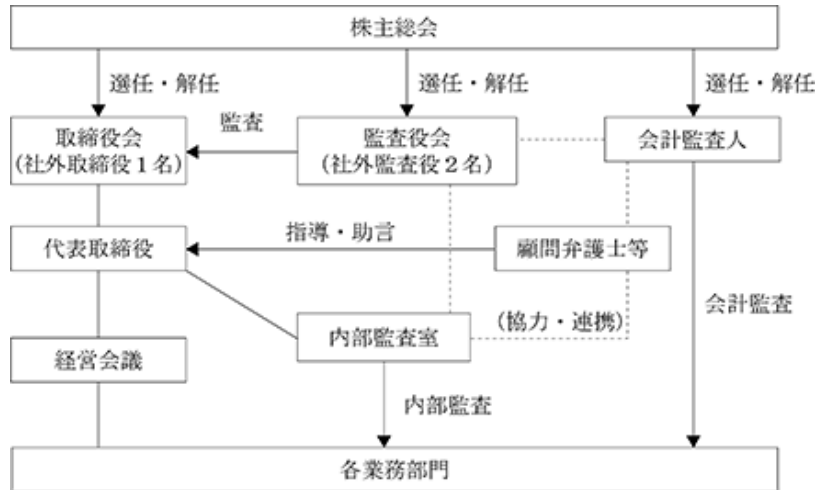 株主総会
選任・解任
選任・解任
選任・解任
取締役会
(社外取締役1名)
監査
監査役会
(社外監査役2名)
会計監査人
代表取締役
指導・助言
顧問弁護士等
会計監査
(協力・連携)
内部監査室
経営会議
内部監査
各業務部門